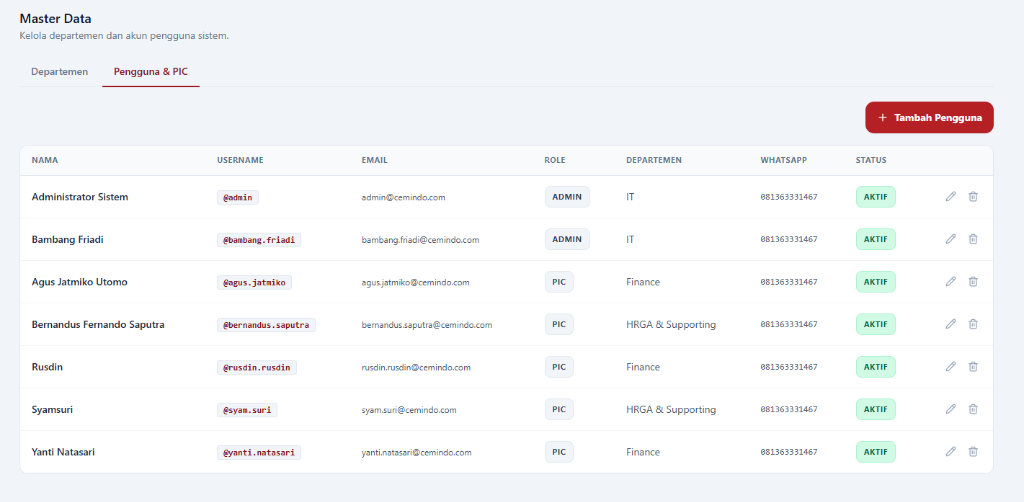 Master Data
Kelola departemen dan akun pengguna sistem.
Departemen Pengguna & PIC
+ Tambah Pengguna
NAMA USERNAME EMAIL ROLE DEPARTEMEN WHATSAPP STATUS
Administrator Sistem @admin admin@cemindo.com ADMIN IT 081363331467 AKTIF
Bambang Friadi @bambang.friadi bambang.friadi@cemindo.com ADMIN IT 081363331467 AKTIF
Agus Jatmiko Utomo @agus.jatmiko agus.jatmiko@cemindo.com PIC Finance 081363331467 AKTIF
Bernandus Fernando Saputra @bernandus.saputra bernandus.saputra@cemindo.com PIC HRGA & Supporting 081363331467 AKTIF
Rusdin @rusdin.rusdin rusdin.rusdin@cemindo.com PIC Finance 081363331467 AKTIF
Syamsuri @syam.suri syam.suri@cemindo.com PIC HRGA & Supporting 081363331467 AKTIF
Yanti Natasari @yanti.natasari yanti.natasari@cemindo.com PIC Finance 081363331467 AKTIF